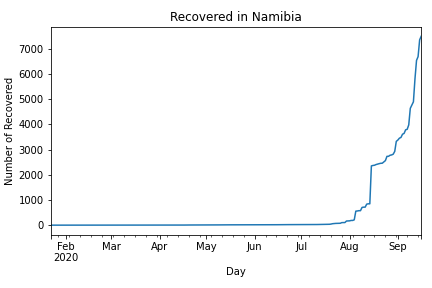 Recovered in Namibia
Number of Recovered
7000
6000
5000
4000
3000
2000
1000
0
Feb Mar Apr May Jun Jul Aug Sep
2020
Day